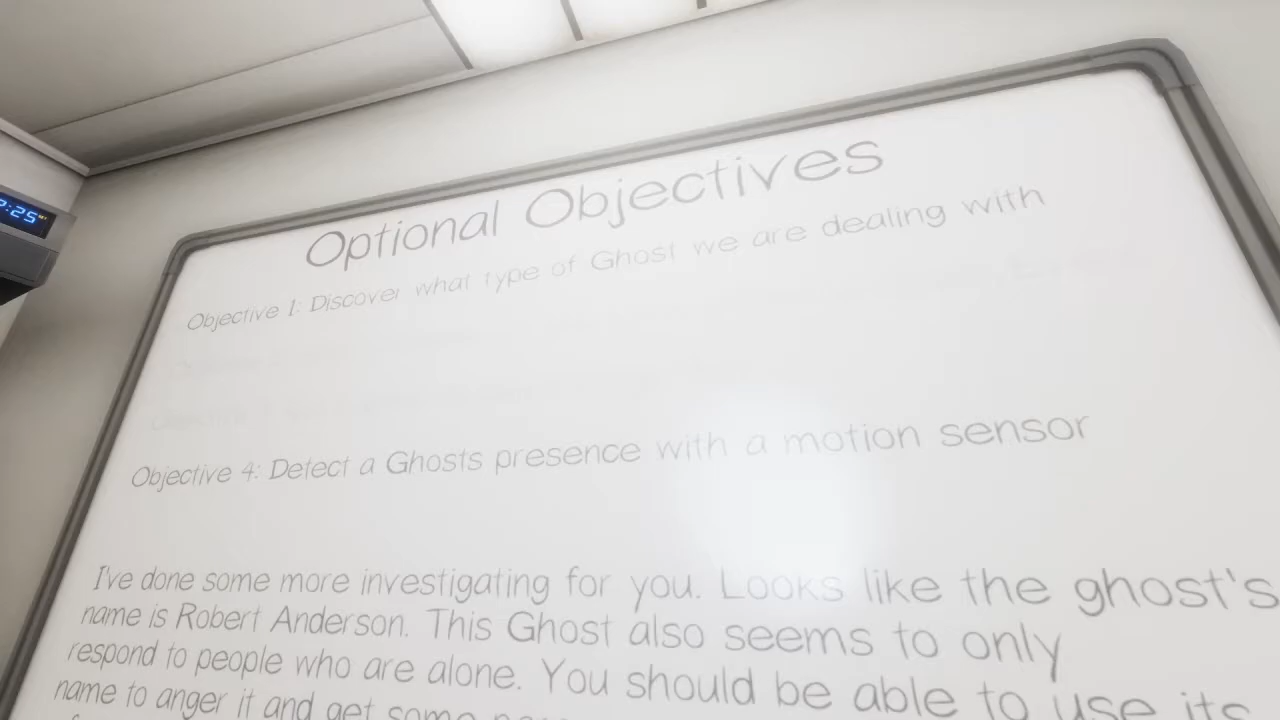 Optional Objectives
Objective 1: Discover what type of Ghost we are dealing with
Objective 4: Detect a Ghosts presence with a motion sensor
I've done some more investigating for you. Looks like the ghost's
name is Robert Anderson. This Ghost also seems to only
respond to people who are alone. You should be able to use its
name to anger it and get some
:25